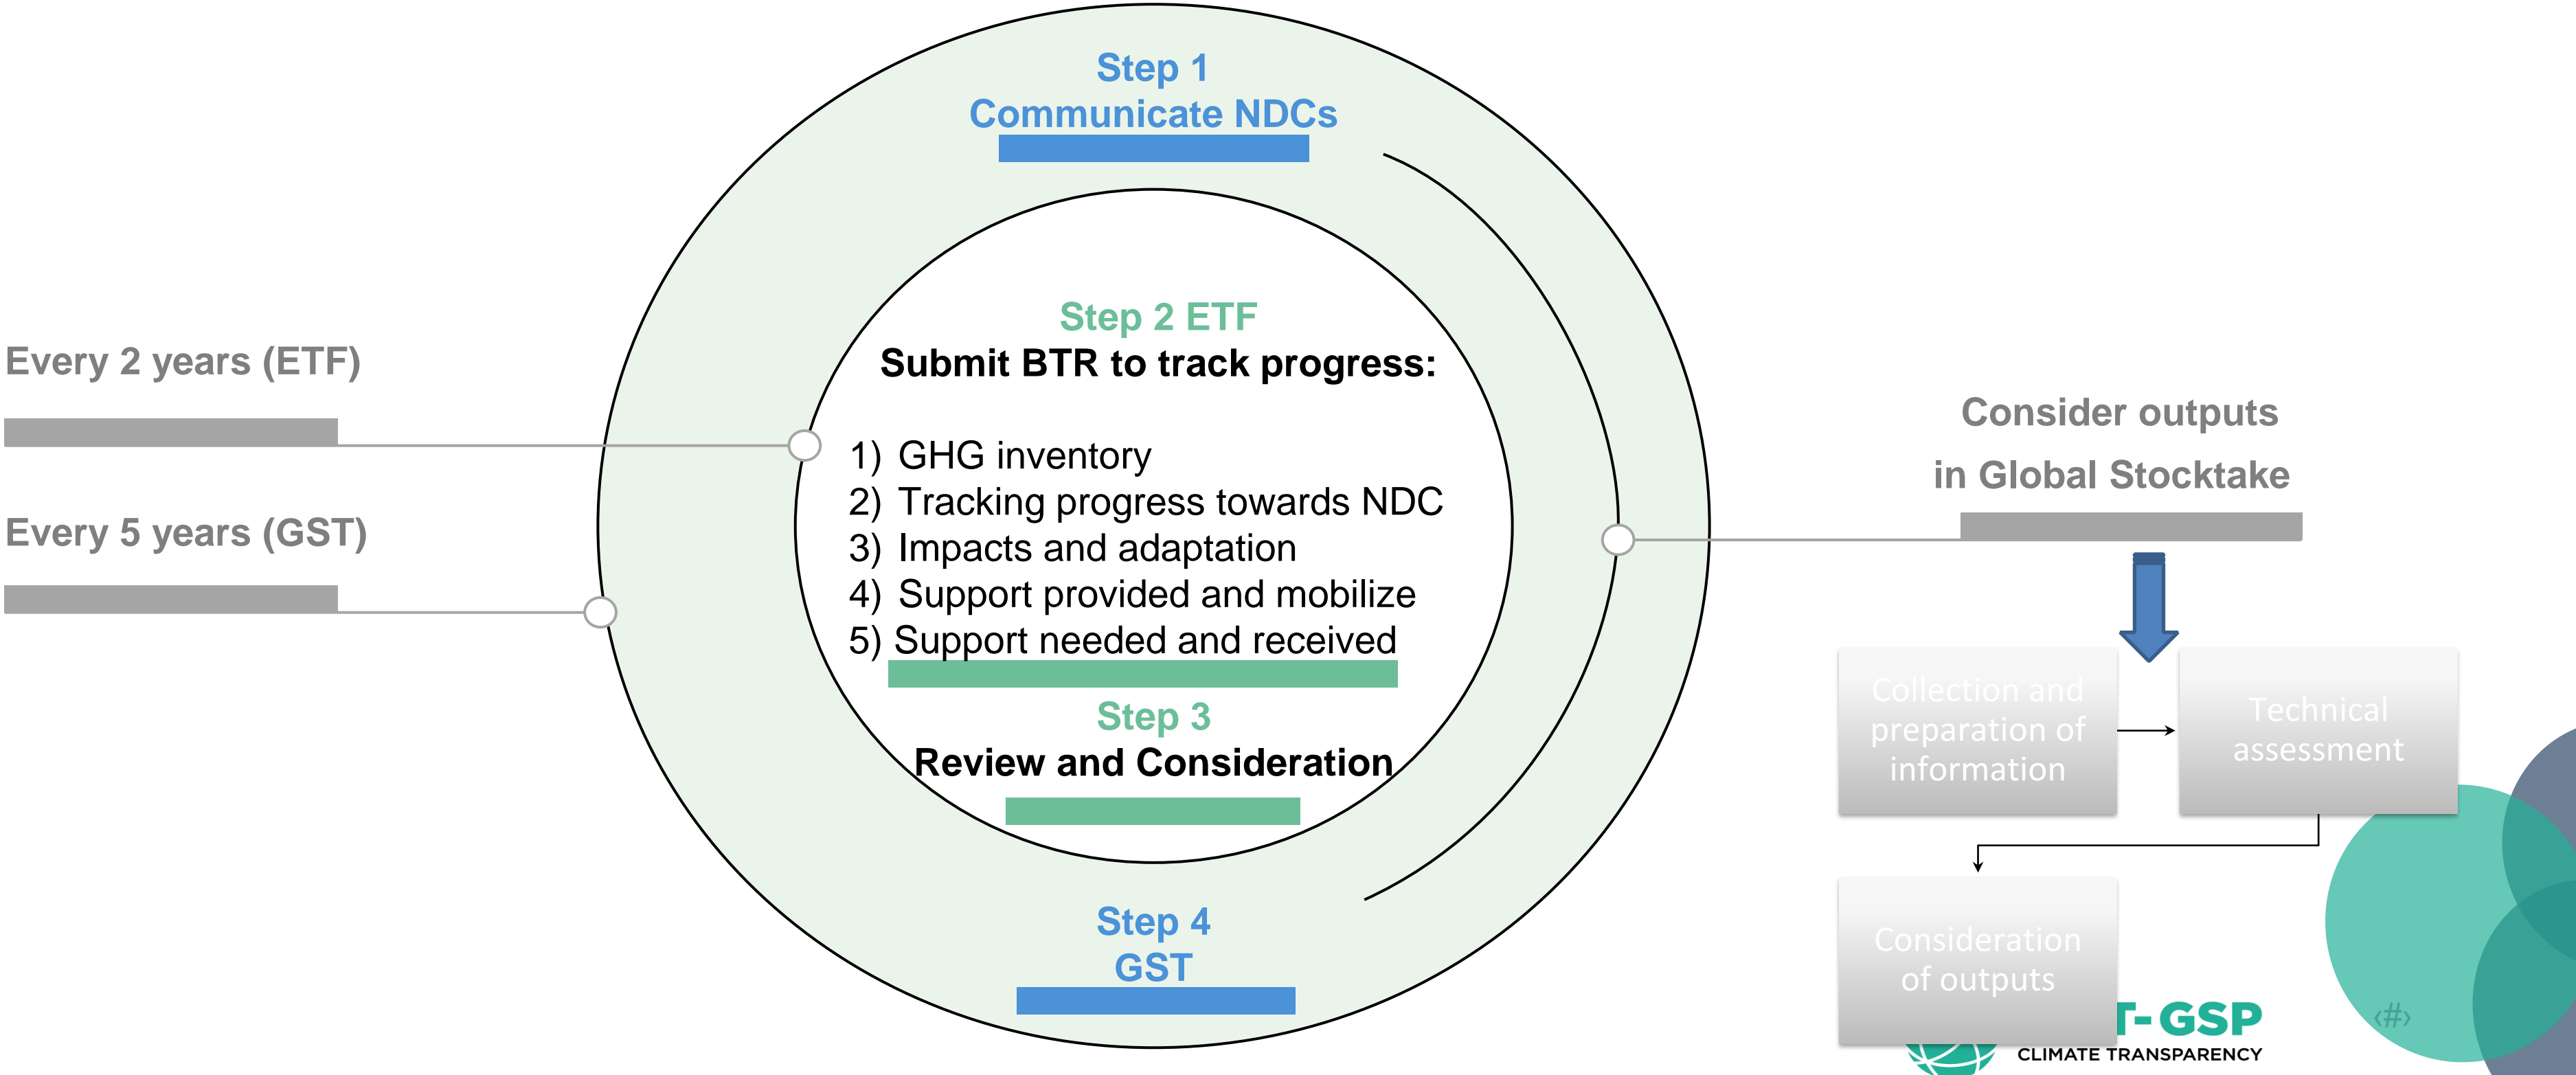 Step 1
Communicate NDCs
Step 2 ETF
Submit BTR to track progress:
1) GHG inventory
2) Tracking progress towards NDC
3) Impacts and adaptation
4) Support provided and mobilize
5) Support needed and received
Step 3
Review and Consideration
Step 4
GST
Every 2 years (ETF)
Every 5 years (GST)
Consider outputs
in Global Stocktake
Collection and
preparation of
information
Technical
assessment
Consideration
of outputs
T-GSP
CLIMATE TRANSPARENCY
‹#›